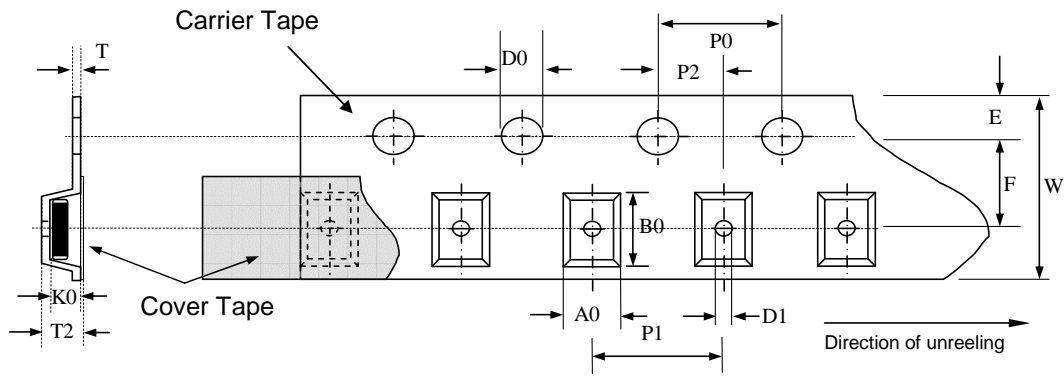 Carrier Tape
T
D0
P0
P2
E
F
W
B0
K0
Cover Tape
T2
A0
P1
D1
Direction of unreeling